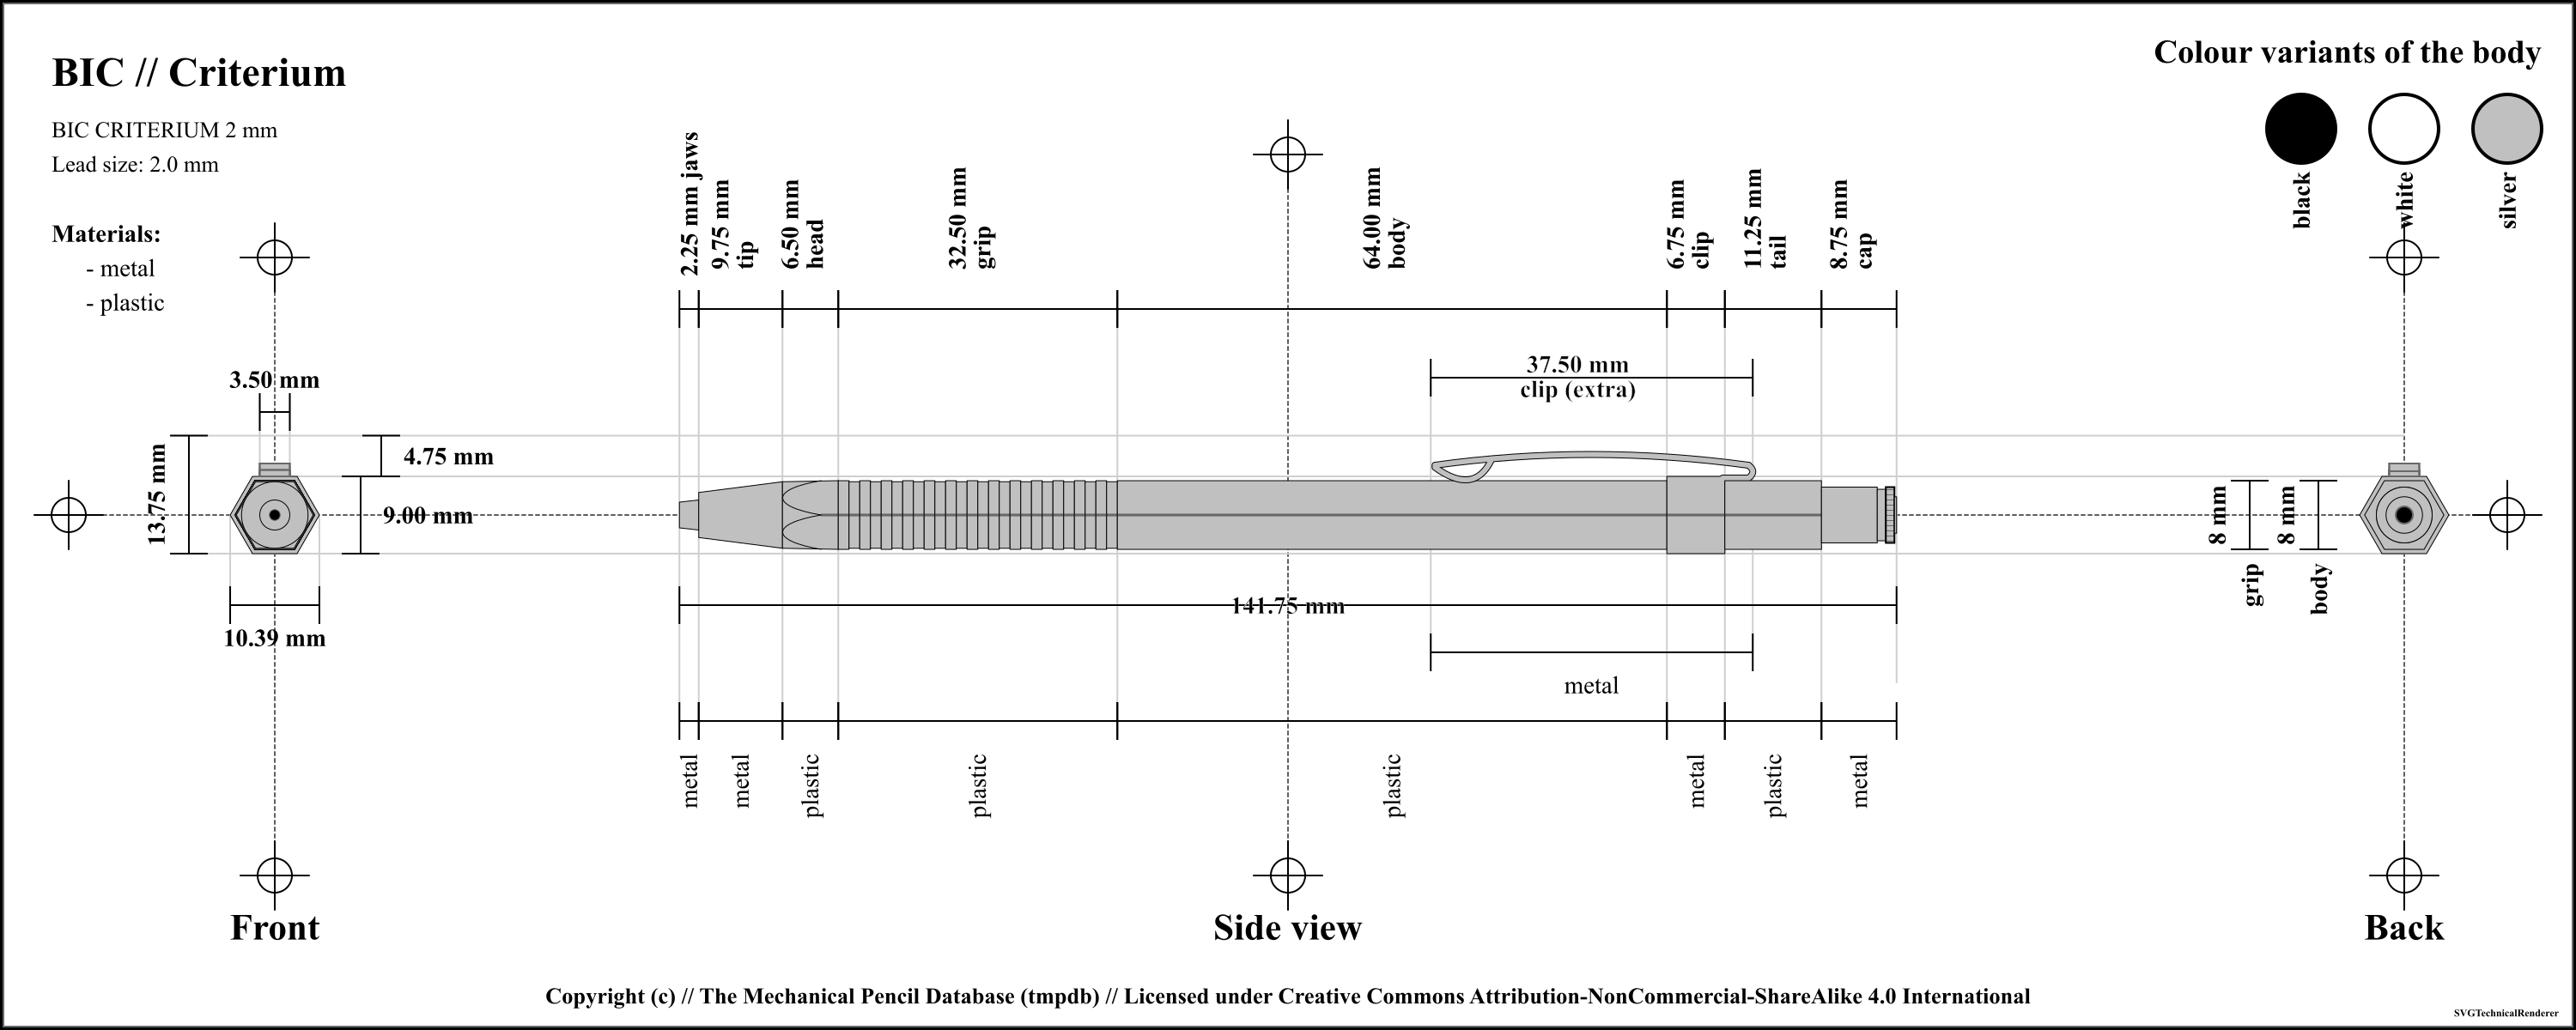 BIC // Criterium
BIC CRITERIUM 2 mm
Lead size: 2.0 mm
Materials:
- metal
- plastic
Colour variants of the body
black
white
silver
2.25 mm jaws
9.75 mm
tip
6.50 mm
head
32.50 mm
grip
64.00 mm
body
6.75 mm
clip
11.25 mm
tail
8.75 mm
cap
37.50 mm
clip (extra)
3.50 mm
13.75 mm
4.75 mm
9.00 mm
10.39 mm
141.75 mm
8 mm
grip
8 mm
body
metal
metal
metal
plastic
plastic
plastic
metal
plastic
metal
Front
Side view
Back
Copyright (c) // The Mechanical Pencil Database (tmpdb) // Licensed under Creative Commons Attribution-NonCommercial-ShareAlike 4.0 International
SVGTechnicalRenderer